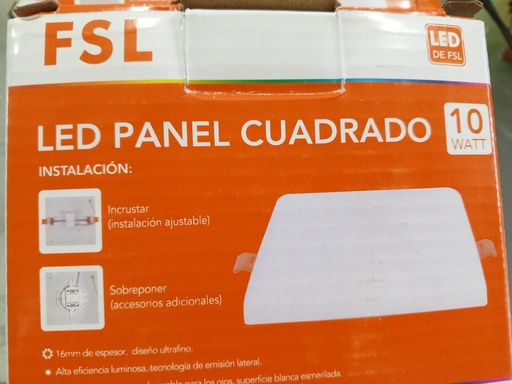 FSL
LED
DE FSL
LED PANEL CUADRADO
10
WATT
INSTALACIÓN:
Incrustar
(instalación ajustable)
Sobreponer
(accesorios adicionales)
16mm de espesor, diseño ultrafino.
Alta eficiencia luminosa, tecnología de emisión lateral.
para los ojos, superficie blanca esmerilada.